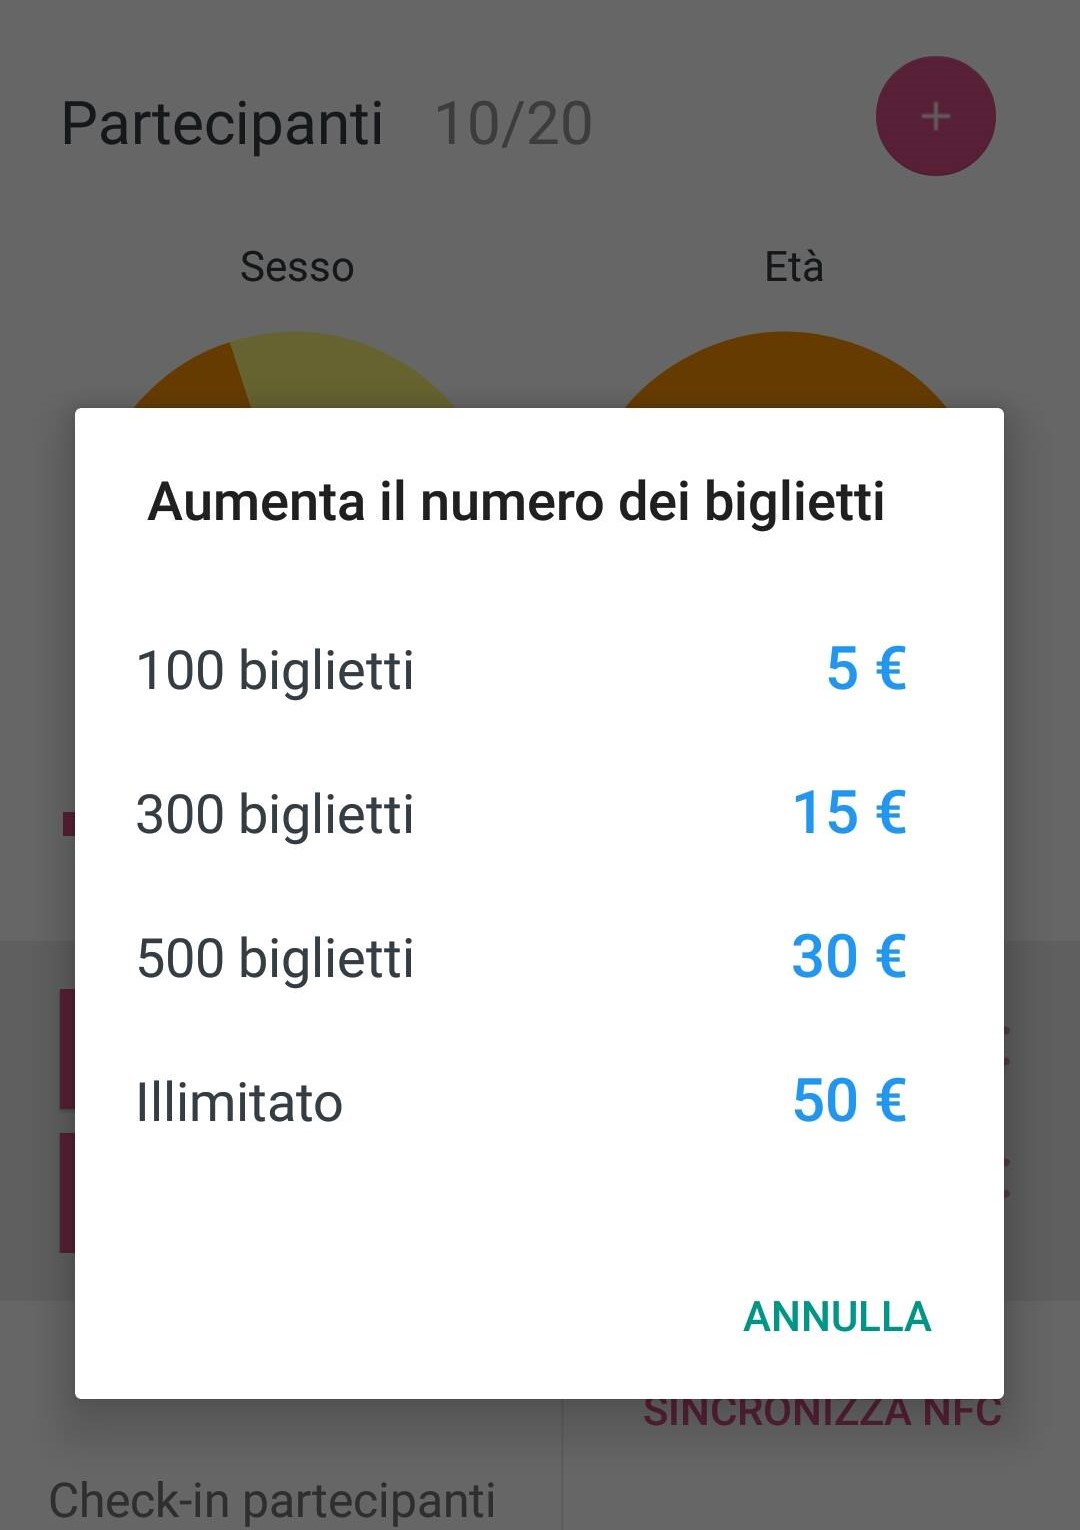 Partecipanti 10/20
+
Sesso Età
Aumenta il numero dei biglietti
100 biglietti 5 €
300 biglietti 15 €
500 biglietti 30 €
Illimitato 50 €
ANNULLA
SINCRONIZZA NFC
Check-in partecipanti